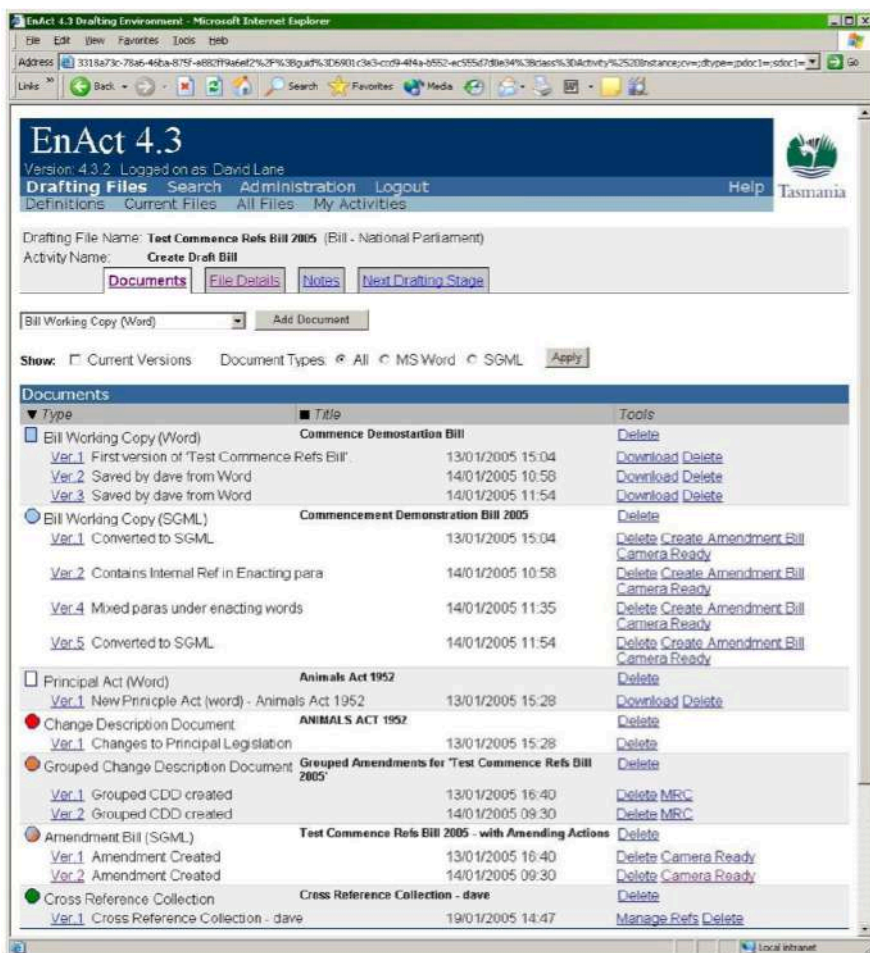 EnAct 4.3 Drafting Environment - Microsoft Internet Explorer
File Edit View Favorites Tools Help
Address
Go
Links » Back Search Favorites Media
EnAct 4.3
Version: 4.3.2 Logged on as: David Lane
Drafting Files Search Administration Logout Help
Definitions Current Files All Files My Activities
Tasmania
Drafting File Name: Test Commence Refs Bill 2005 (Bill - National Parliament)
Activity Name: Create Draft Bill
Documents File Details Notes Next Drafting Stage
Bill Working Copy (Word) Add Document
Show: Current Versions Document Types: All MS Word SGML Apply
Documents
Type Title Tools
Bill Working Copy (Word) Commence Demostartion Bill Delete
Ver.1 First version of 'Test Commence Refs Bill'. 13/01/2005 15:04 Download Delete
Ver.2 Saved by dave from Word 14/01/2005 10:58 Download Delete
Ver.3 Saved by dave from Word 14/01/2005 11:54 Download Delete
Bill Working Copy (SGML) Commencement Demonstration Bill 2005 Delete
Ver.1 Converted to SGML 13/01/2005 15:04 Delete Create Amendment Bill
Camera Ready
Ver.2 Contains Internal Ref in Enacting para 14/01/2005 10:58 Delete Create Amendment Bill
Camera Ready
Ver.4 Mixed paras under enacting words 14/01/2005 11:35 Delete Create Amendment Bill
Camera Ready
Ver.5 Converted to SGML 14/01/2005 11:54 Delete Create Amendment Bill
Camera Ready
Principal Act (Word) Animals Act 1952 Delete
Ver.1 New Prinicple Act (word) - Animals Act 1952 13/01/2005 15:28 Download Delete
Change Description Document ANIMALS ACT 1952 Delete
Ver.1 Changes to Principal Legislation 13/01/2005 15:28 Delete
Grouped Change Description Document Grouped Amendments for 'Test Commence Refs Bill Delete
2005'
Ver.1 Grouped CDD created 13/01/2005 16:40 Delete MRC
Ver.2 Grouped CDD created 14/01/2005 09:30 Delete MRC
Amendment Bill (SGML) Test Commence Refs Bill 2005 - with Amending Actions Delete
Ver.1 Amendment Created 13/01/2005 16:40 Delete Camera Ready
Ver.2 Amendment Created 14/01/2005 09:30 Delete Camera Ready
Cross Reference Collection Cross Reference Collection - dave Delete
Ver.1 Cross Reference Collection - dave 19/01/2005 14:47 Manage Refs Delete
Local intranet